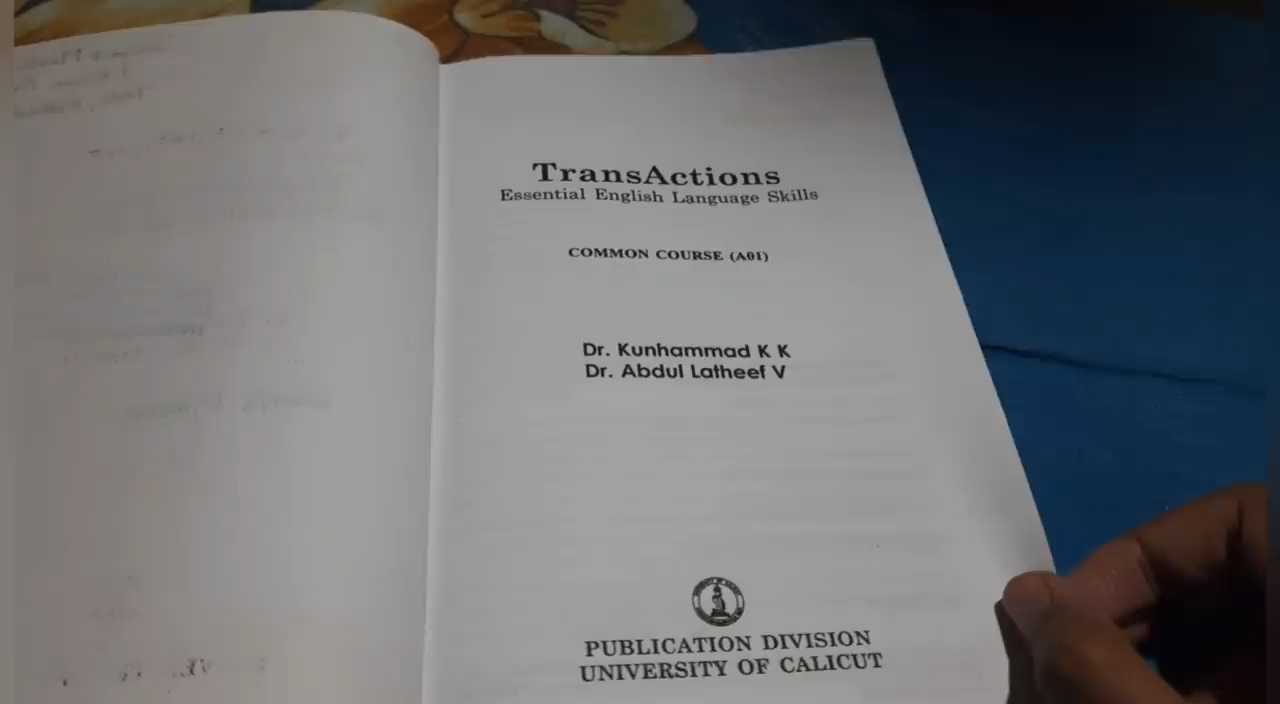 TransActions
Essential English Language Skills
COMMON COURSE (A01)
Dr. Kunhammad K K
Dr. Abdul Latheef V
PUBLICATION DIVISION
UNIVERSITY OF CALICUT